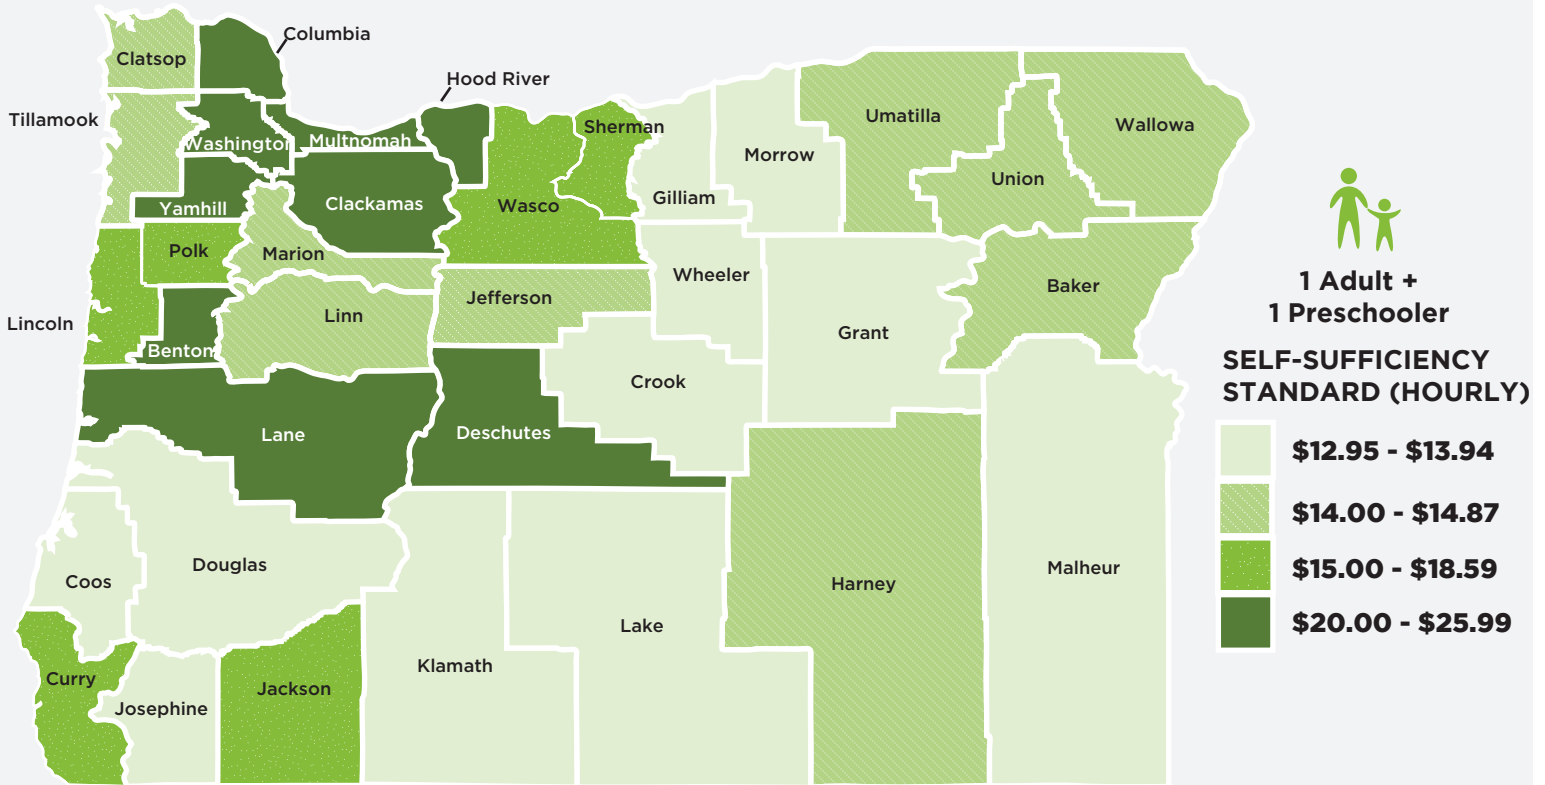 Columbia
Clatsop
Hood River
Tillamook
Washington
Multnomah
Sherman
Umatilla
Wallowa
Morrow
Union
Gilliam
Yamhill
Clackamas
Wasco
Polk
Marion
Wheeler
Jefferson
Baker
Lincoln
Linn
Grant
Benton
Crook
Lane
Deschutes
Douglas
Coos
Harney
Malheur
Lake
Klamath
Curry
Jackson
Josephine
1 Adult +
1 Preschooler
SELF-SUFFICIENCY
STANDARD (HOURLY)
$12.95 - $13.94
$14.00 - $14.87
$15.00 - $18.59
$20.00 - $25.99